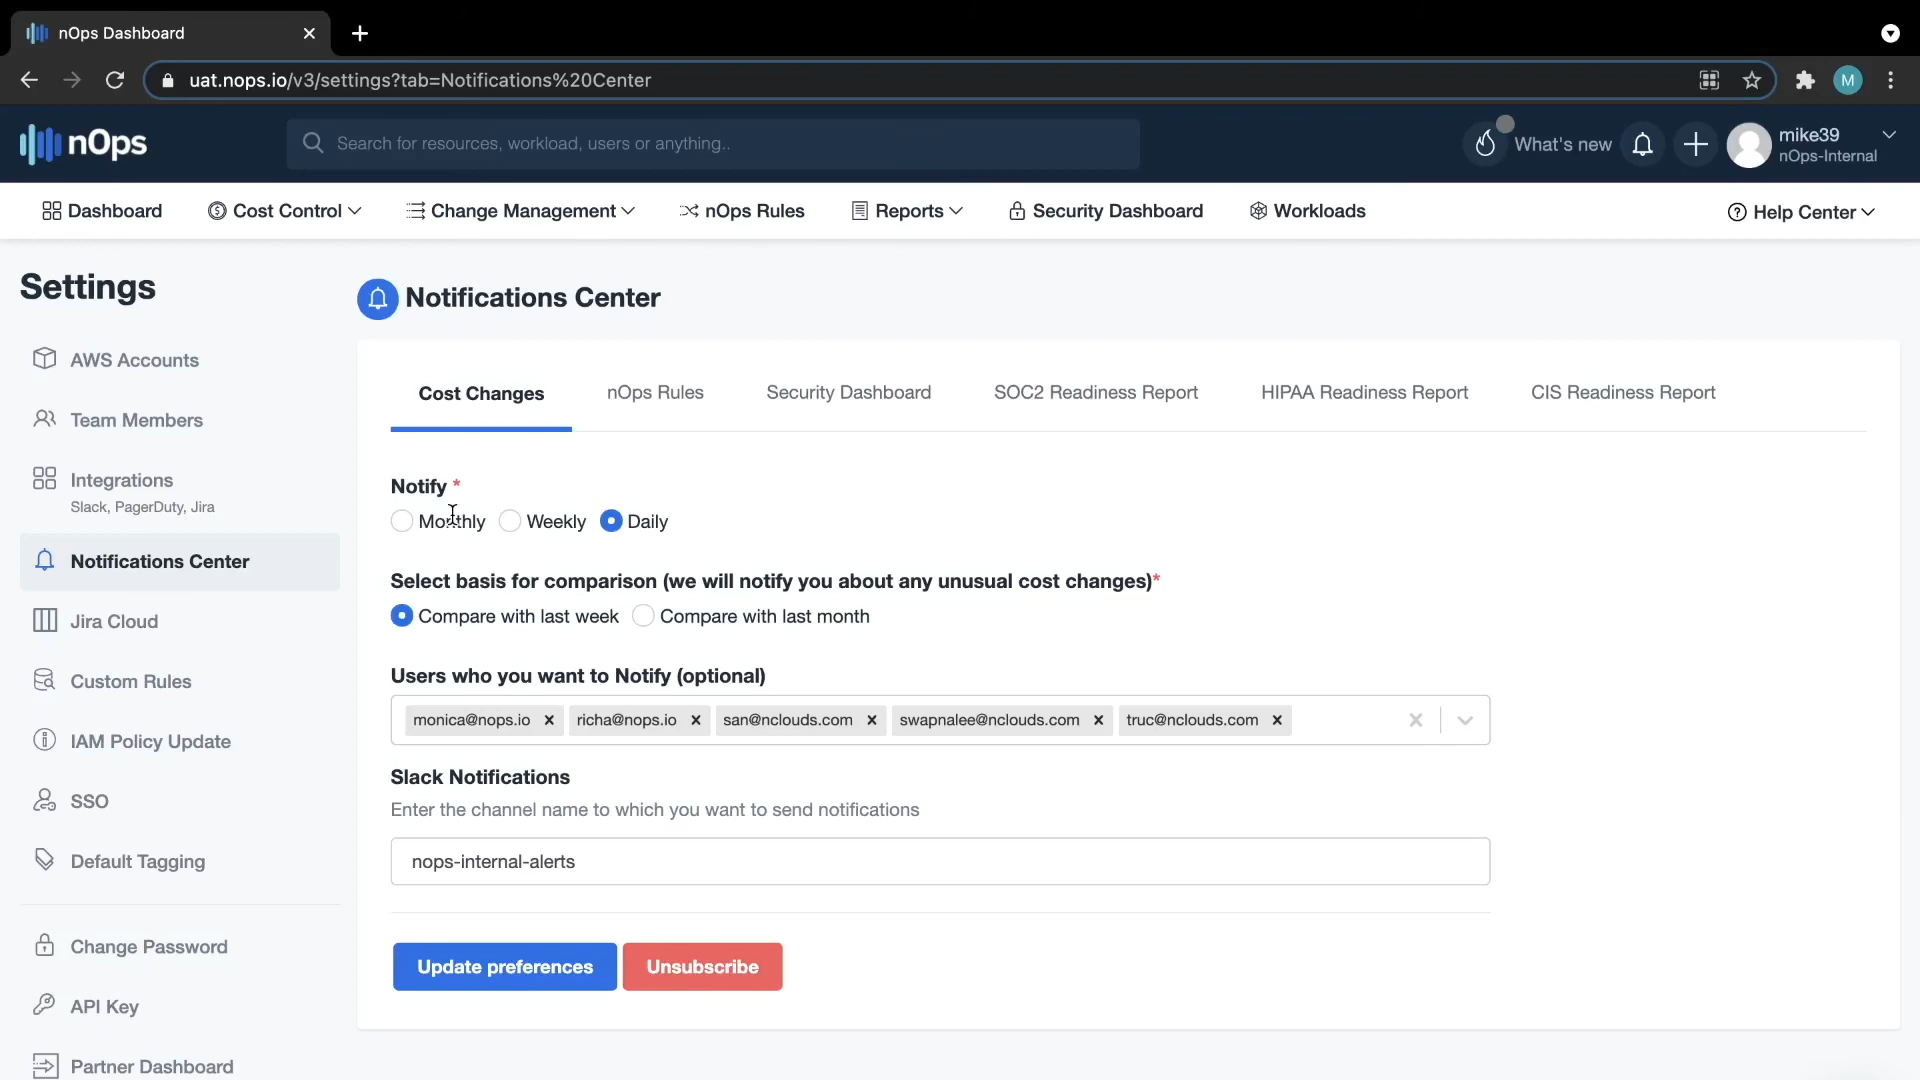 nOps Dashboard
uat.nops.io/v3/settings?tab=Notifications%20Center
M
nOps
Search for resources, workload, users or anything..
What's new
mike39
nOps-Internal
Dashboard
Cost Control
Change Management
nOps Rules
Reports
Security Dashboard
Workloads
Help Center
Settings
AWS Accounts
Team Members
Integrations
Slack, PagerDuty, Jira
Notifications Center
Jira Cloud
Custom Rules
IAM Policy Update
SSO
Default Tagging
Change Password
API Key
Partner Dashboard
Notifications Center
Cost Changes
nOps Rules
Security Dashboard
SOC2 Readiness Report
HIPAA Readiness Report
CIS Readiness Report
Notify *
Monthly Weekly Daily
Select basis for comparison (we will notify you about any unusual cost changes)*
Compare with last week Compare with last month
Users who you want to Notify (optional)
monica@nops.io richa@nops.io san@nclouds.com swapnalee@nclouds.com truc@nclouds.com
Slack Notifications
Enter the channel name to which you want to send notifications
nops-internal-alerts
Update preferences
Unsubscribe